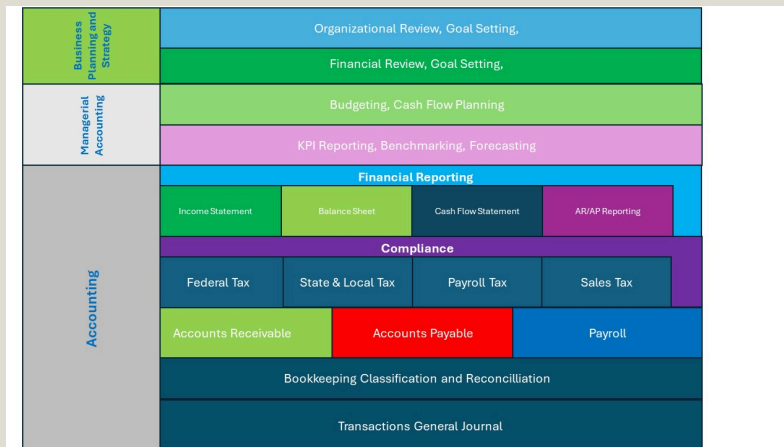 Business
Planning and
Strategy
Organizational Review, Goal Setting,
Financial Review, Goal Setting,
Managerial
Accounting
Budgeting, Cash Flow Planning
KPI Reporting, Benchmarking, Forecasting
Accounting
Financial Reporting
Income Statement
Balance Sheet
Cash Flow Statement
AR/AP Reporting
Compliance
Federal Tax
State & Local Tax
Payroll Tax
Sales Tax
Accounts Receivable
Accounts Payable
Payroll
Bookkeeping Classification and Reconcilliation
Transactions General Journal